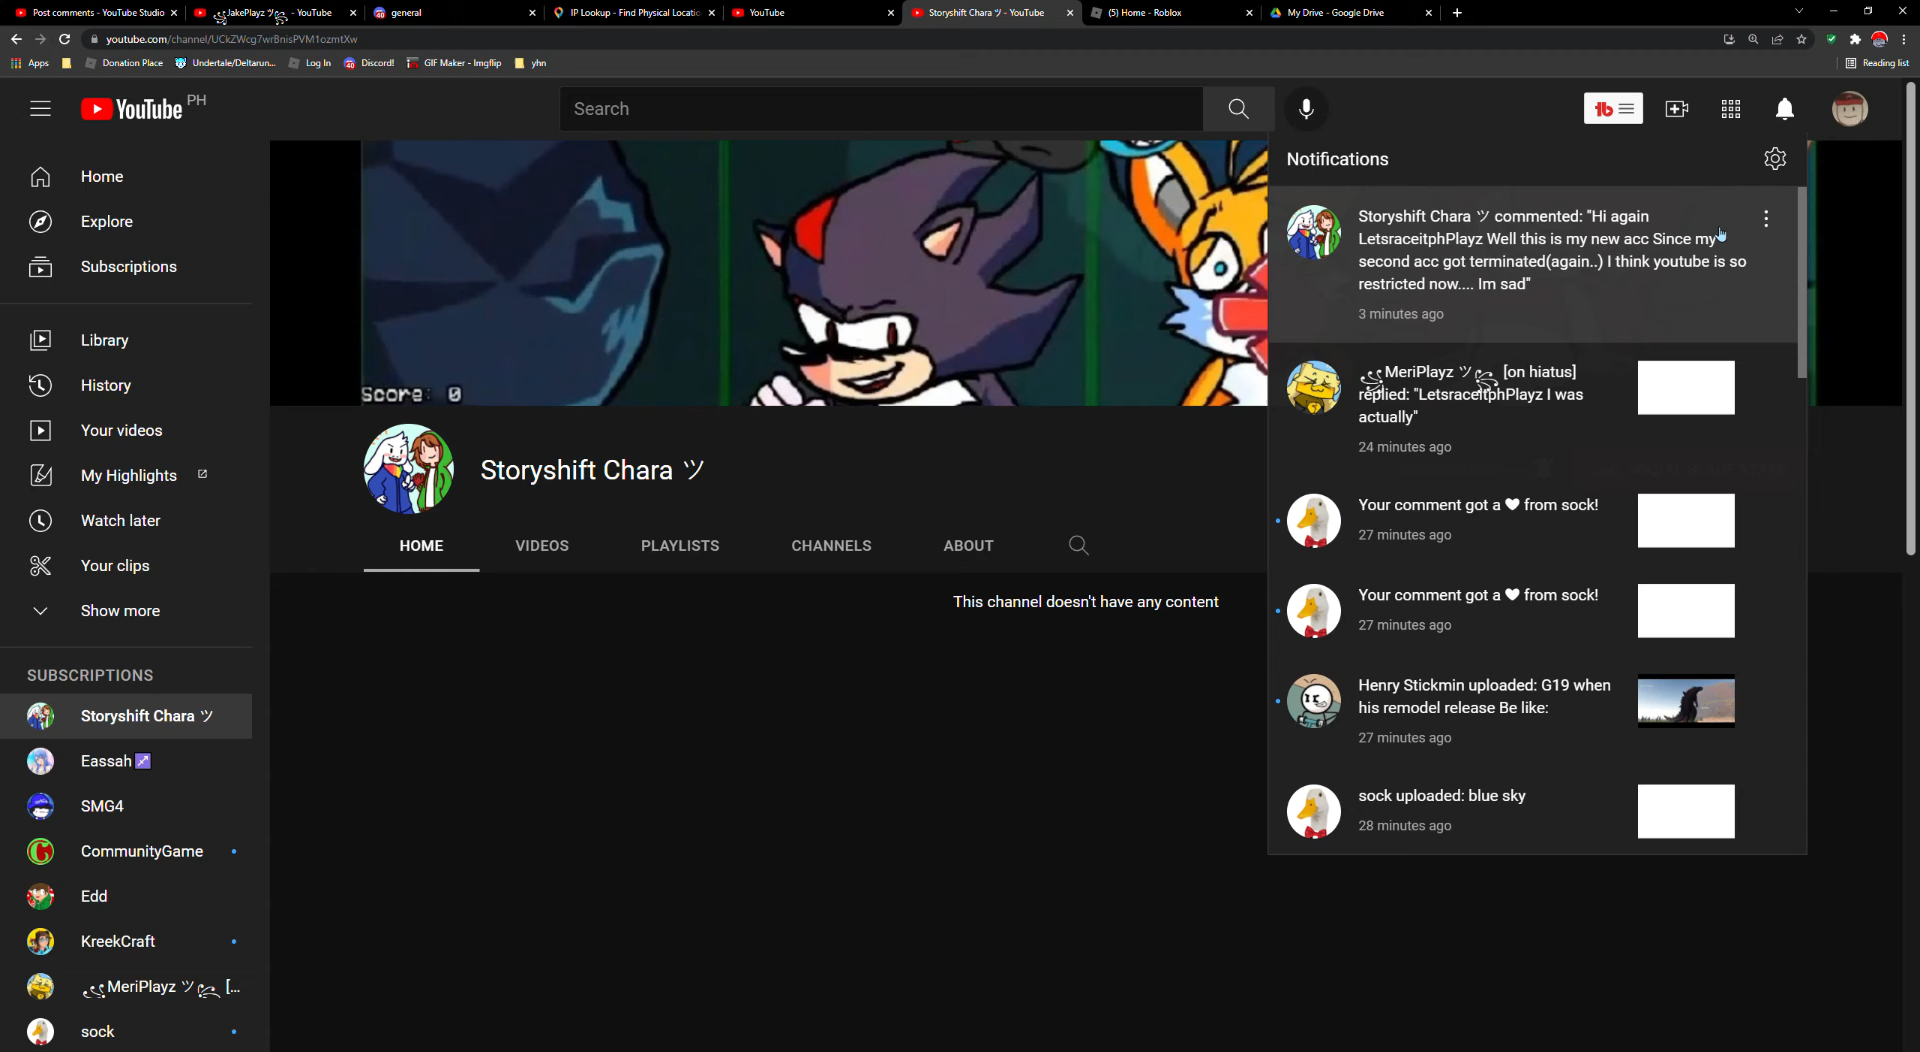 Post comments - YouTube Studio
JakePlayz ツ - YouTube
general
IP Lookup - Find Physical Locatio
YouTube
Storyshift Chara ツ - YouTube
(5) Home - Roblox
My Drive - Google Drive
youtube.com/channel/UCkZWcg7wrBnisPVM1ozmtXw
Apps
Donation Place
Undertale/Deltarun...
Log In
Discord!
GIF Maker - Imgflip
yhn
Reading list
YouTube PH
Search
tb
Home
Explore
Subscriptions
Library
History
Your videos
My Highlights
Watch later
Your clips
Show more
SUBSCRIPTIONS
Storyshift Chara ツ
Eassah
SMG4
CommunityGame
Edd
KreekCraft
MeriPlayz ツ [...
sock
Score: 0
Storyshift Chara ツ
HOME
VIDEOS
PLAYLISTS
CHANNELS
ABOUT
This channel doesn't have any content
Notifications
Storyshift Chara ツ commented: "Hi again
LetsraceitphPlayz Well this is my new acc Since my
second acc got terminated(again..) I think youtube is so
restricted now.... Im sad"
3 minutes ago
MeriPlayz ツ [on hiatus]
replied: "LetsraceitphPlayz I was
actually"
24 minutes ago
Your comment got a ♥ from sock!
27 minutes ago
Your comment got a ♥ from sock!
27 minutes ago
Henry Stickmin uploaded: G19 when
his remodel release Be like:
27 minutes ago
sock uploaded: blue sky
28 minutes ago